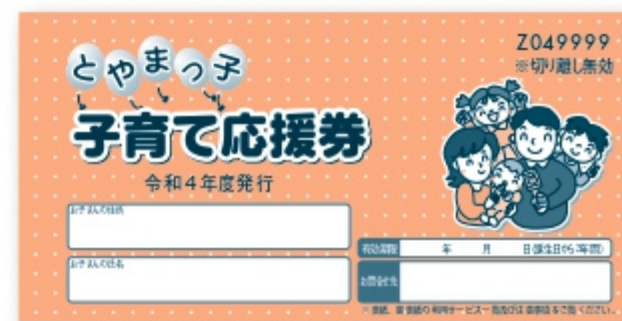 Z049999
※切り離し無効
とやまっ子
子育て応援券
令和4年度発行
お子さんの住所
お子さんの氏名
有効期限 年 月 日(誕生日から3年間)
お問合せ先